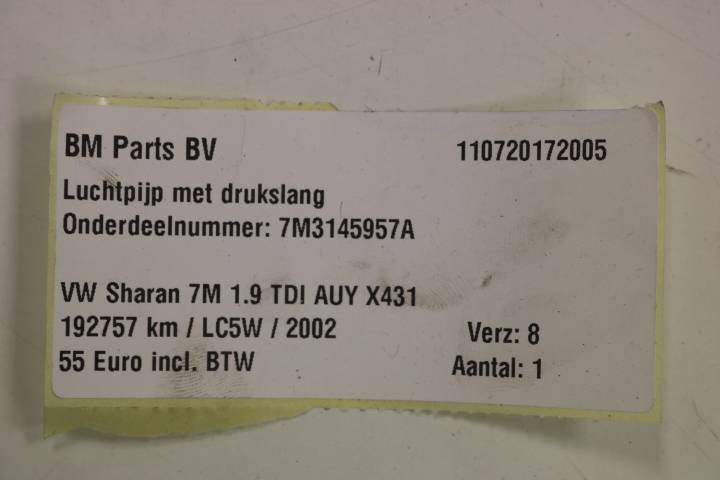 BM Parts BV 110720172005
Luchtpijp met drukslang
Onderdeelnummer: 7M3145957A
VW Sharan 7M 1.9 TDI AUY X431
192757 km / LC5W / 2002 Verz: 8
55 Euro incl. BTW Aantal: 1